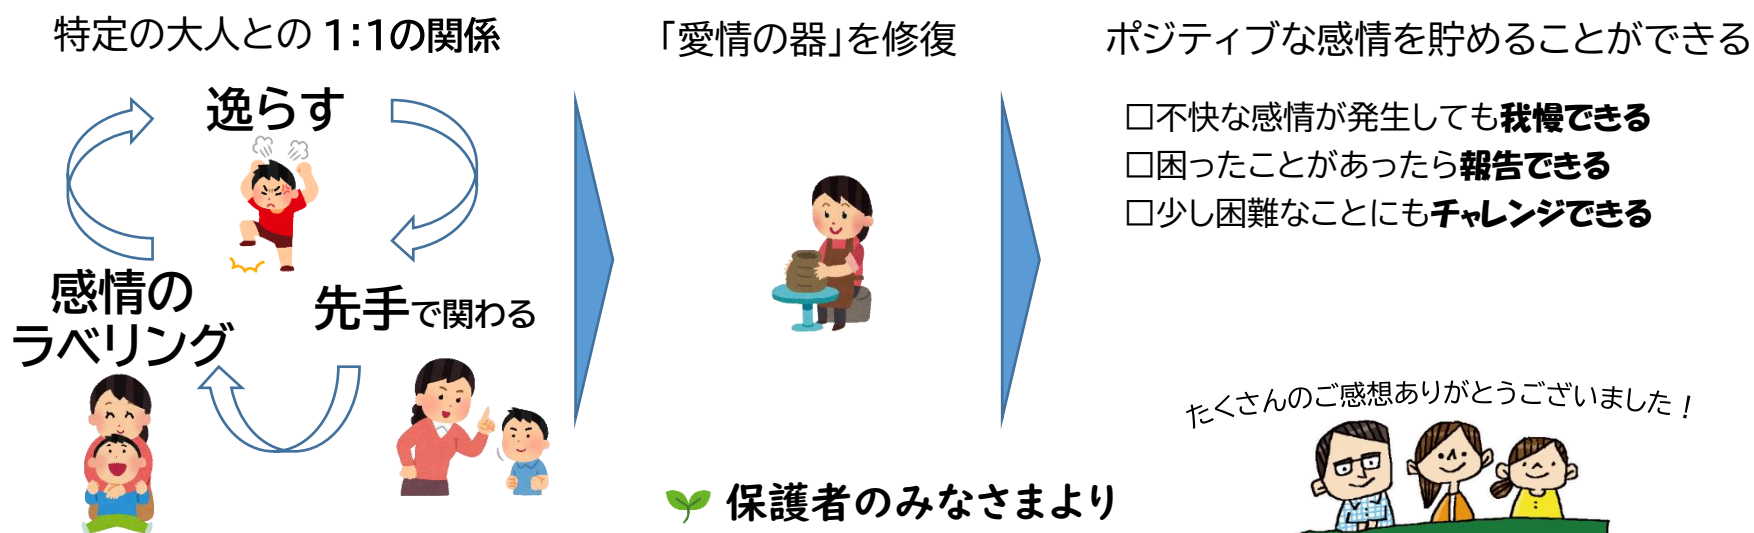 特定の大人との 1:1の関係
逸らす
先手で関わる
感情の
ラベリング
「愛情の器」を修復
ポジティブな感情を貯めることができる
□不快な感情が発生しても我慢できる
□困ったことがあったら報告できる
□少し困難なことにもチャレンジできる
たくさんのご感想ありがとうございました！
保護者のみなさまより